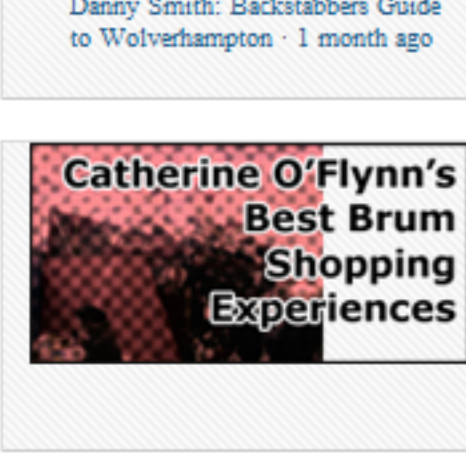 Danny Smith: Backstabbers Guide
to Wolverhampton · 1 month ago
Catherine O'Flynn's
Best Brum
Shopping
Experiences